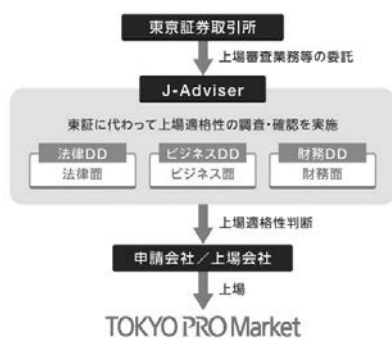 東京証券取引所
上場審査業務等の委託
J-Adviser
東証に代わって上場適格性の調査・確認を実施
法律DD ビジネスDD 財務DD
法律面 ビジネス面 財務面
上場適格性判断
申請会社/上場会社
上場
TOKYO PRO Market